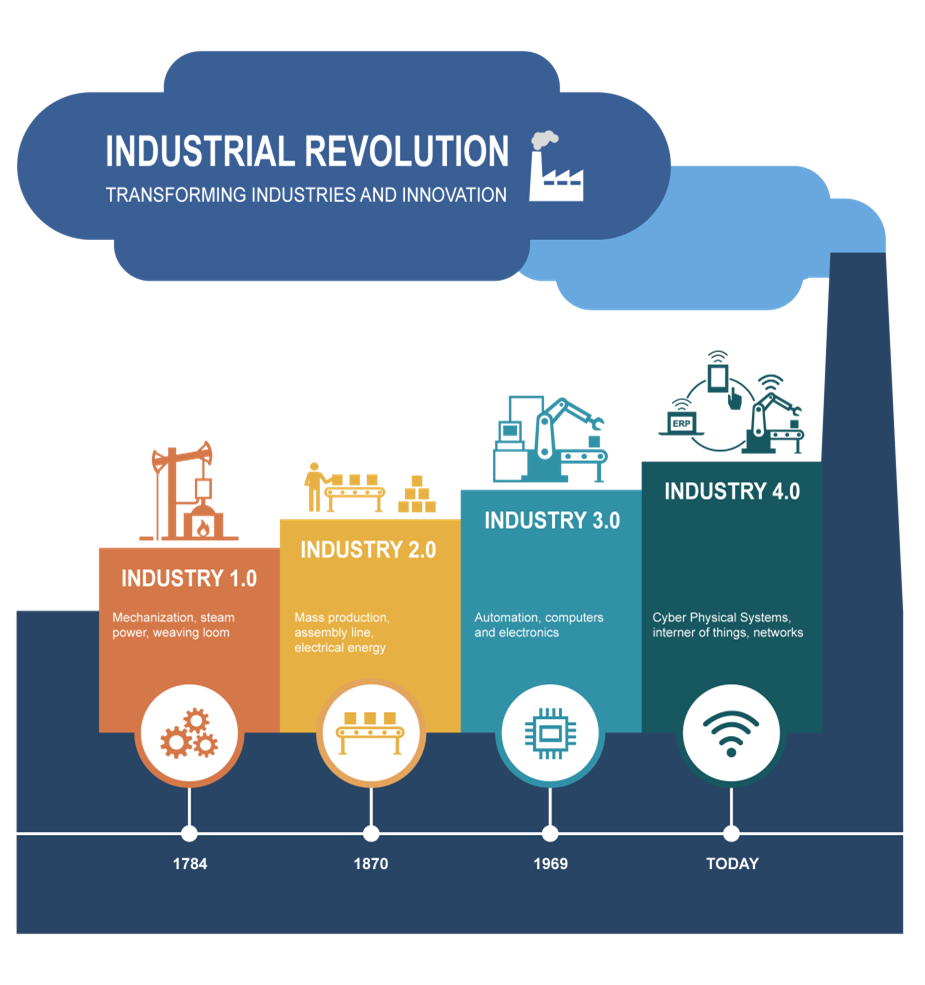 INDUSTRIAL REVOLUTION
TRANSFORMING INDUSTRIES AND INNOVATION
ERP
INDUSTRY 1.0
Mechanization, steam
power, weaving loom
INDUSTRY 2.0
Mass production,
assembly line,
electrical energy
INDUSTRY 3.0
Automation, computers
and electronics
INDUSTRY 4.0
Cyber Physical Systems,
interner of things, networks
1784
1870
1969
TODAY